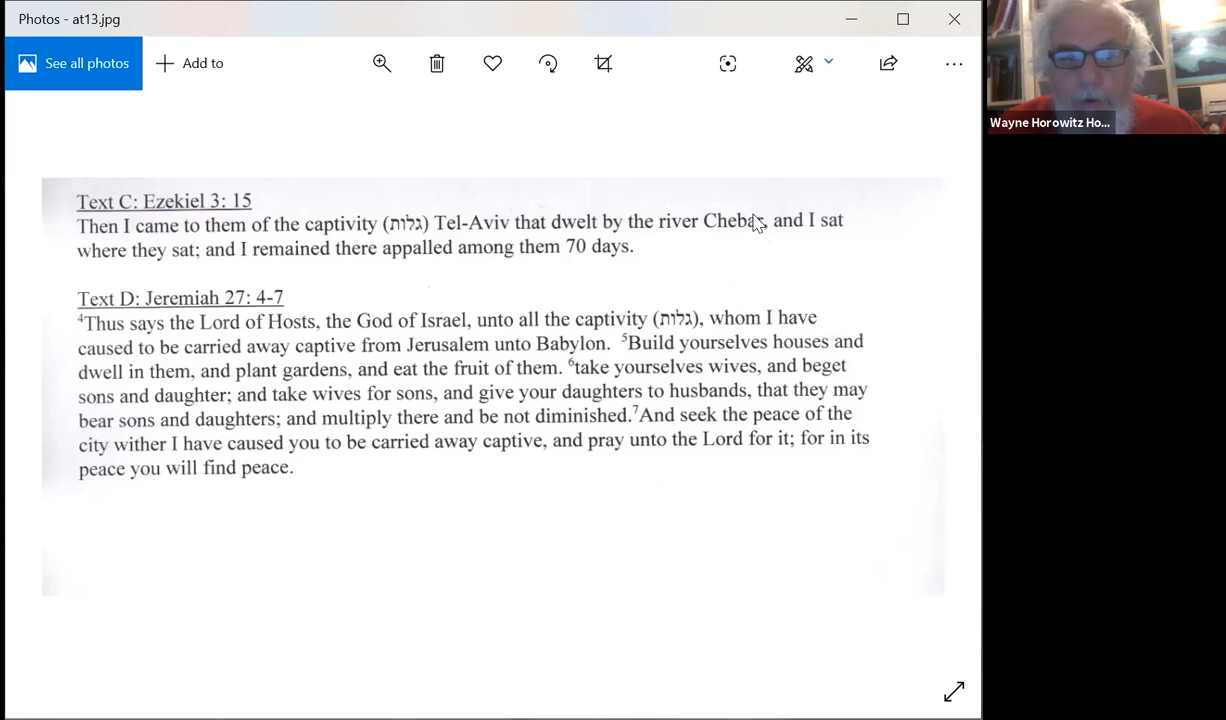 Photos - at13.jpg
See all photos
Add to
Wayne Horowitz Ho...
Text C: Ezekiel 3: 15
Then I came to them of the captivity (גלות) Tel-Aviv that dwelt by the river Chebar, and I sat
where they sat; and I remained there appalled among them 70 days.
Text D: Jeremiah 27: 4-7
⁴Thus says the Lord of Hosts, the God of Israel, unto all the captivity (גלות), whom I have
caused to be carried away captive from Jerusalem unto Babylon. ⁵Build yourselves houses and
dwell in them, and plant gardens, and eat the fruit of them. ⁶take yourselves wives, and beget
sons and daughter; and take wives for sons, and give your daughters to husbands, that they may
bear sons and daughters; and multiply there and be not diminished.⁷And seek the peace of the
city wither I have caused you to be carried away captive, and pray unto the Lord for it; for in its
peace you will find peace.